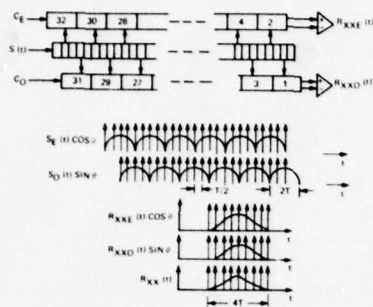 C_E 32 30 28 4 2 R_XXE (t)
S (t)
C_O 31 29 27 3 1 R_XXO (t)
S_E (t) COS θ
t
S_O (t) SIN θ T/2 2T t
R_XXE (t) COS θ t
R_XXO (t) SIN θ t
R_XX (t) t
4T